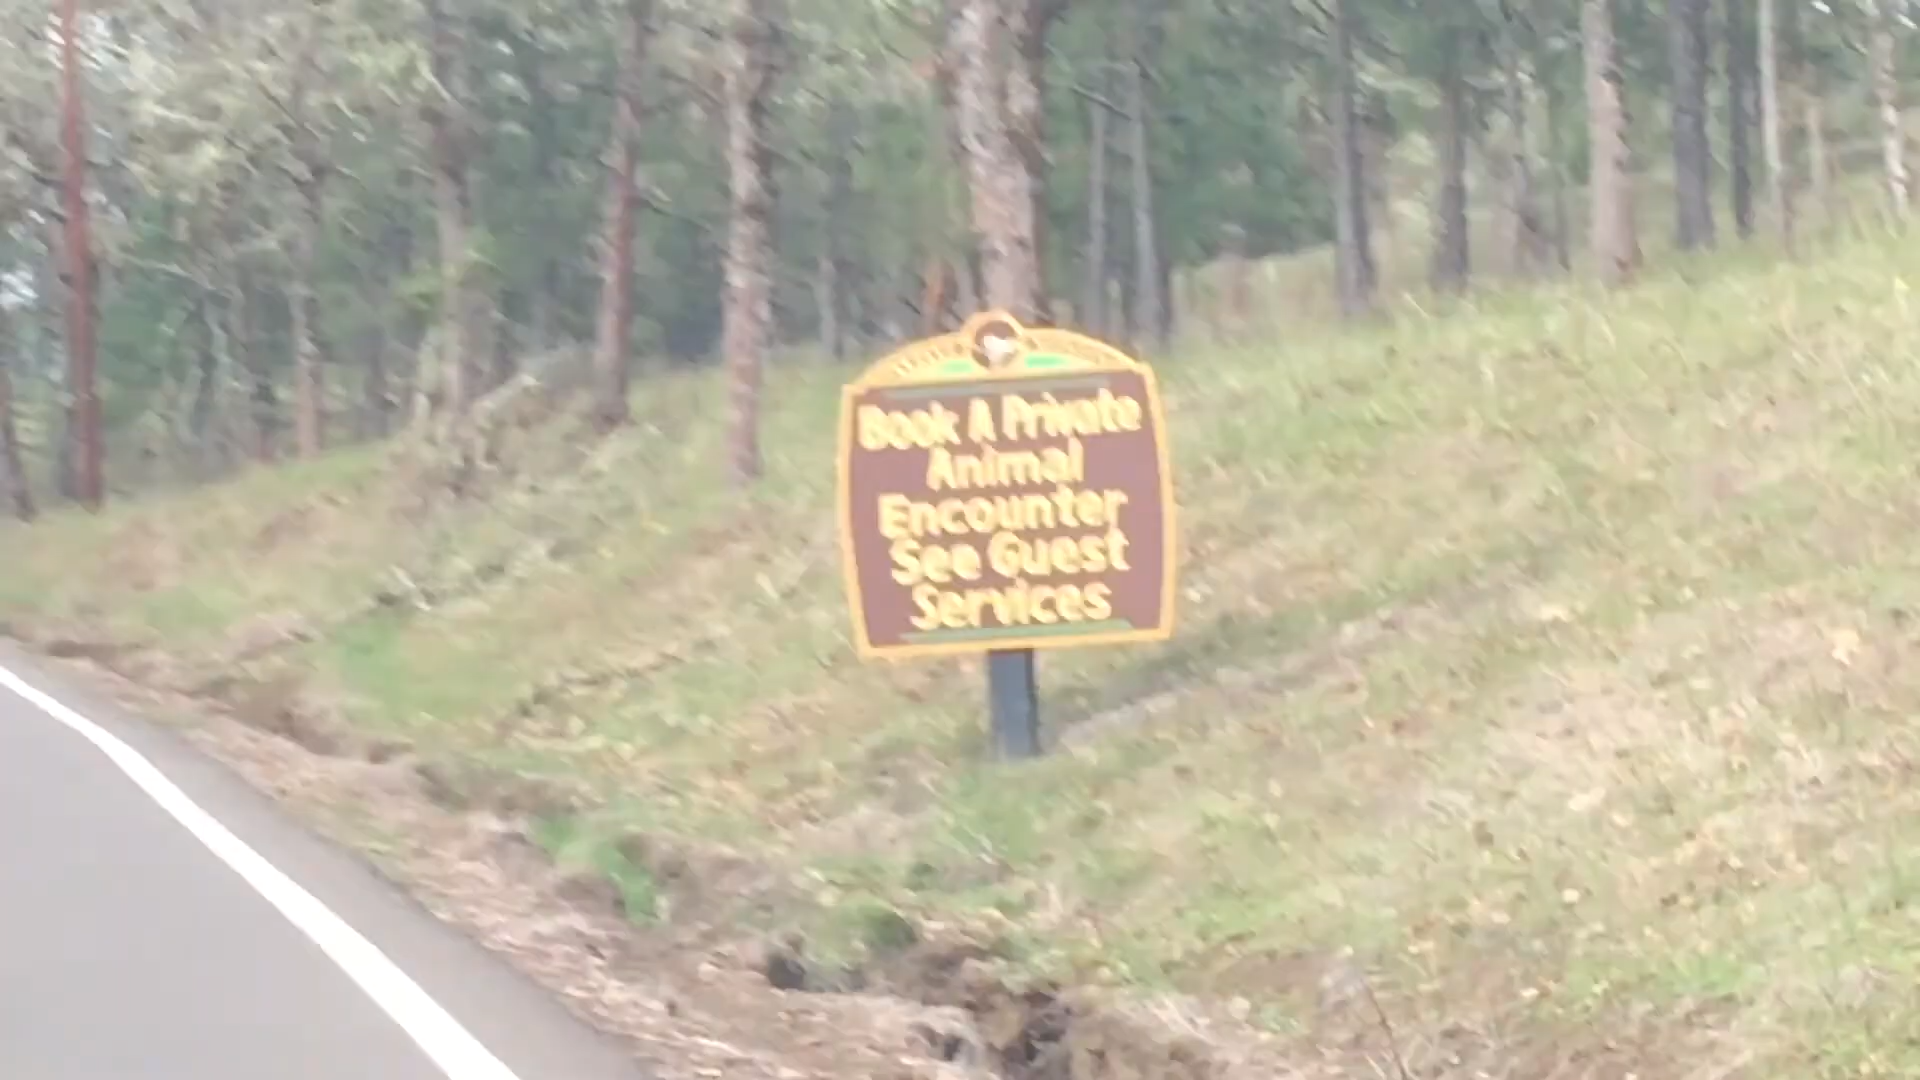 Book A Private
Animal
Encounter
See Guest
Services